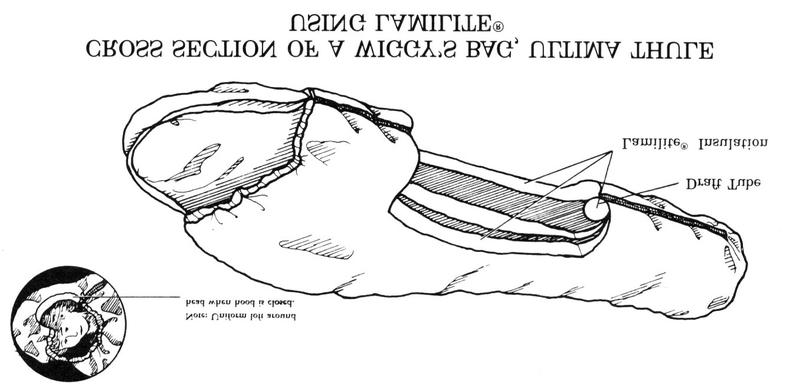 CROSS SECTION OF A WIGGY'S BAG, ULTIMA THULE
USING LAMILITE®
Lamilite® Insulation
Draft Tube
Note: Uniform loft around
head when hood is closed.